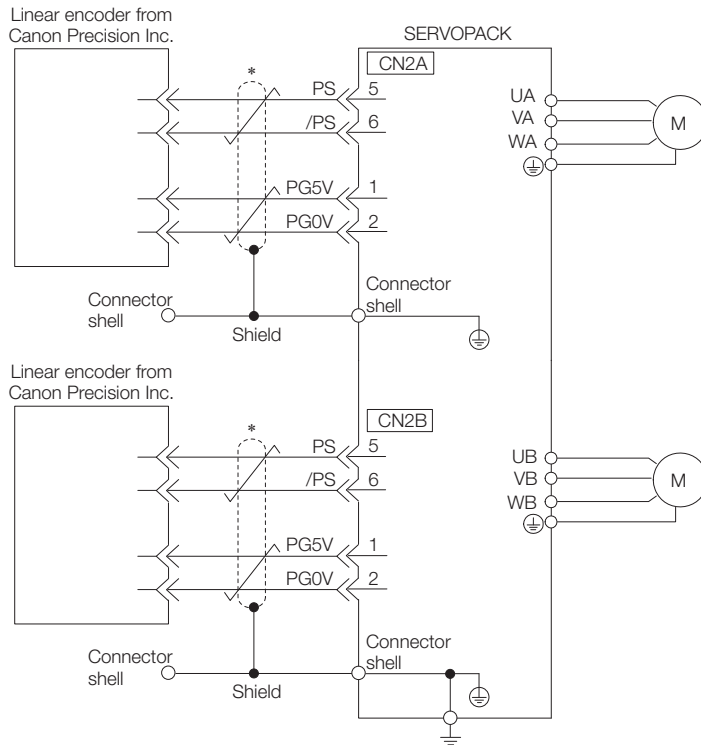 Linear encoder from
Canon Precision Inc.
SERVOPACK
CN2A
*
PS 5
/PS 6
PG5V 1
PG0V 2
UA
VA
WA
M
Connector
shell
Shield
Connector
shell
Linear encoder from
Canon Precision Inc.
CN2B
*
PS 5
/PS 6
PG5V 1
PG0V 2
UB
VB
WB
M
Connector
shell
Shield
Connector
shell